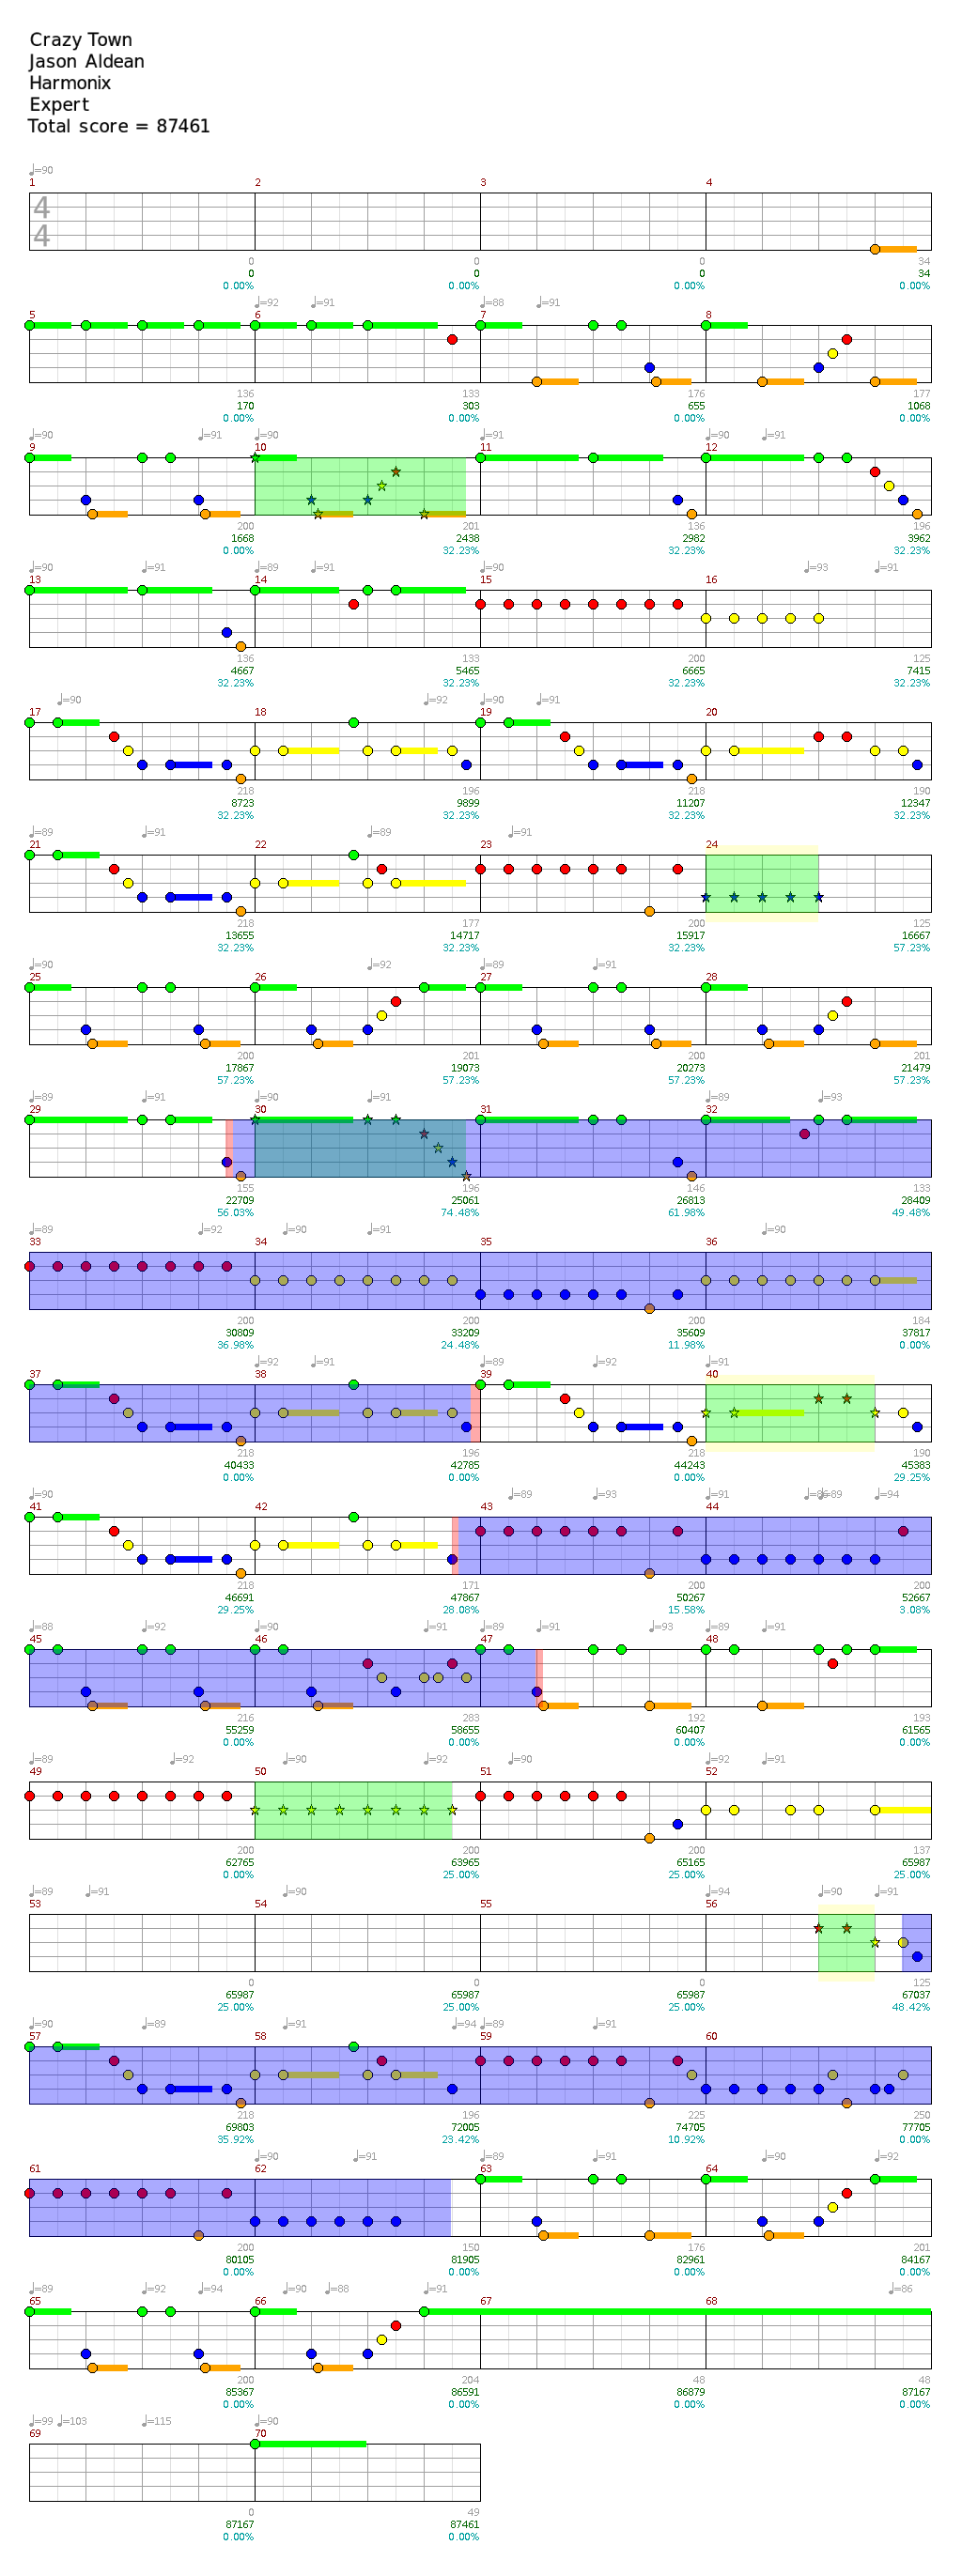 Crazy Town
Jason Aldean
Harmonix
Expert
Total score = 87461
♩=90
1 2 3 4
4
4
0 0 0 34
0 0 0 34
0.00% 0.00% 0.00% 0.00%
♩=92 ♩=91 ♩=88 ♩=91
5 6 7 8
136 133 176 177
170 303 655 1068
0.00% 0.00% 0.00% 0.00%
♩=90 ♩=91 ♩=90 ♩=91 ♩=90 ♩=91
9 10 11 12
200 201 136 196
1668 2438 2982 3962
0.00% 32.23% 32.23% 32.23%
♩=90 ♩=91 ♩=89 ♩=91 ♩=90 ♩=93 ♩=91
13 14 15 16
136 133 200 125
4667 5465 6665 7415
32.23% 32.23% 32.23% 32.23%
♩=90 ♩=92 ♩=90 ♩=91
17 18 19 20
218 196 218 190
8723 9899 11207 12347
32.23% 32.23% 32.23% 32.23%
♩=89 ♩=91 ♩=89 ♩=91
21 22 23 24
218 177 200 125
13655 14717 15917 16667
32.23% 32.23% 32.23% 57.23%
♩=90 ♩=92 ♩=89 ♩=91
25 26 27 28
200 201 200 201
17867 19073 20273 21479
57.23% 57.23% 57.23% 57.23%
♩=89 ♩=91 ♩=90 ♩=91 ♩=89 ♩=93
29 30 31 32
155 196 146 133
22709 25061 26813 28409
56.03% 74.48% 61.98% 49.48%
♩=89 ♩=92 ♩=90 ♩=91 ♩=90
33 34 35 36
200 200 200 184
30809 33209 35609 37817
36.98% 24.48% 11.98% 0.00%
♩=92 ♩=91 ♩=89 ♩=92 ♩=91
37 38 39 40
218 196 218 190
40433 42785 44243 45383
0.00% 0.00% 0.00% 29.25%
♩=90 ♩=89 ♩=93 ♩=91 ♩=86 ♩=89 ♩=94
41 42 43 44
218 171 200 200
46691 47867 50267 52667
29.25% 28.08% 15.58% 3.08%
♩=88 ♩=92 ♩=90 ♩=91 ♩=89 ♩=91 ♩=93 ♩=89 ♩=91
45 46 47 48
216 283 192 193
55259 58655 60407 61565
0.00% 0.00% 0.00% 0.00%
♩=89 ♩=92 ♩=90 ♩=92 ♩=90 ♩=92 ♩=91
49 50 51 52
200 200 200 137
62765 63965 65165 65987
0.00% 25.00% 25.00% 25.00%
♩=89 ♩=91 ♩=90 ♩=94 ♩=90 ♩=91
53 54 55 56
0 0 0 125
65987 65987 65987 67037
25.00% 25.00% 25.00% 48.42%
♩=90 ♩=89 ♩=91 ♩=94 ♩=89 ♩=91
57 58 59 60
218 196 225 250
69803 72005 74705 77705
35.92% 23.42% 10.92% 0.00%
♩=90 ♩=91 ♩=89 ♩=91 ♩=90 ♩=92
61 62 63 64
200 150 176 201
80105 81905 82961 84167
0.00% 0.00% 0.00% 0.00%
♩=89 ♩=92 ♩=94 ♩=90 ♩=88 ♩=91 ♩=86
65 66 67 68
200 204 48 48
85367 86591 86879 87167
0.00% 0.00% 0.00% 0.00%
♩=99 ♩=103 ♩=115 ♩=90
69 70
0 49
87167 87461
0.00% 0.00%